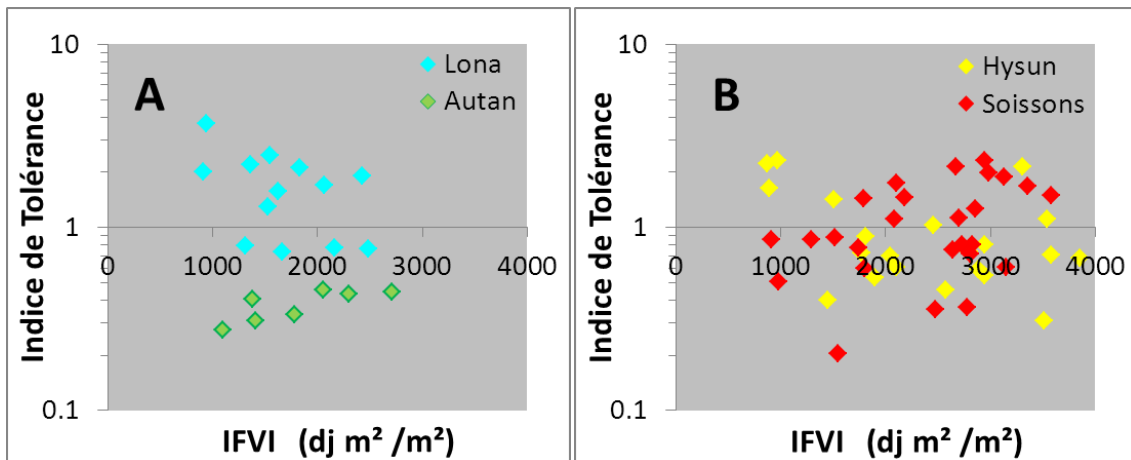 10
1
0.1
Indice de Tolérance
A
Lona
Autan
0 1000 2000 3000 4000
IFVI (dj m² /m²)
10
1
0.1
Indice de Tolérance
B
Hysun
Soissons
0 1000 2000 3000 4000
IFVI (dj m² /m²)